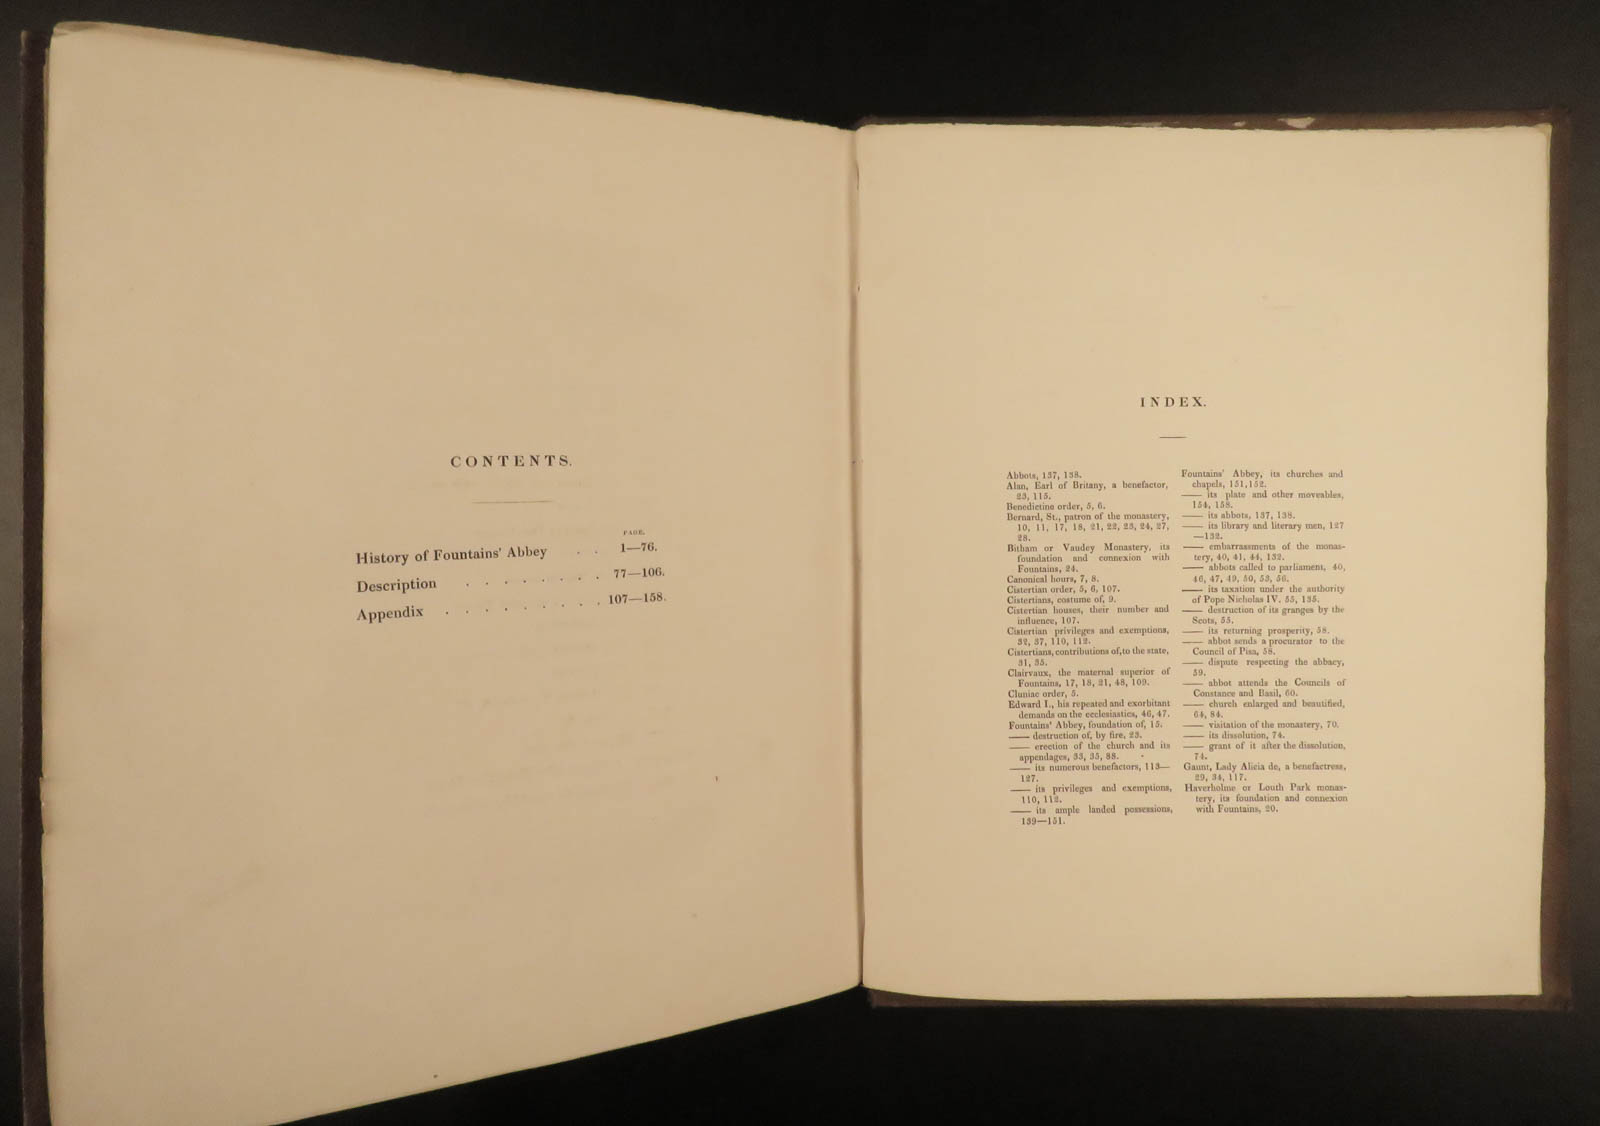 CONTENTS.
PAGE.
History of Fountains' Abbey . . 1—76.
Description . . . . . . . . 77—106.
Appendix . . . . . . . . . 107—158.
INDEX.
Abbots, 137, 138.
Alan, Earl of Britany, a benefactor,
23, 115.
Benedictine order, 5, 6.
Bernard, St., patron of the monastery,
10, 11, 17, 18, 21, 22, 23, 24, 27,
28.
Bitham or Vaudey Monastery, its
foundation and connexion with
Fountains, 24.
Canonical hours, 7, 8.
Cistertian order, 5, 6, 107.
Cistertians, costume of, 9.
Cistertian houses, their number and
influence, 107.
Cistertian privileges and exemptions,
32, 37, 110, 112.
Cistertians, contributions of, to the state,
31, 35.
Clairvaux, the maternal superior of
Fountains, 17, 18, 21, 48, 109.
Cluniac order, 5.
Edward I., his repeated and exorbitant
demands on the ecclesiastics, 46, 47.
Fountains' Abbey, foundation of, 15.
—— destruction of, by fire, 23.
—— erection of the church and its
appendages, 33, 35, 88.
—— its numerous benefactors, 113—
127.
—— its privileges and exemptions,
110, 112.
—— its ample landed possessions,
139—151.
Fountains' Abbey, its churches and
chapels, 151, 152.
—— its plate and other moveables,
154, 158.
—— its abbots, 137, 138.
—— its library and literary men, 127
—132.
—— embarrassments of the monas-
tery, 40, 41, 44, 132.
—— abbots called to parliament, 40,
46, 47, 49, 50, 53, 56.
—— its taxation under the authority
of Pope Nicholas IV. 55, 135.
—— destruction of its granges by the
Scots, 55.
—— its returning prosperity, 58.
—— abbot sends a procurator to the
Council of Pisa, 58.
—— dispute respecting the abbacy,
59.
—— abbot attends the Councils of
Constance and Basil, 60.
—— church enlarged and beautified,
64, 84.
—— visitation of the monastery, 70.
—— its dissolution, 74.
—— grant of it after the dissolution,
74.
Gaunt, Lady Alicia de, a benefactress,
29, 34, 117.
Haverholme or Louth Park monas-
tery, its foundation and connexion
with Fountains, 20.